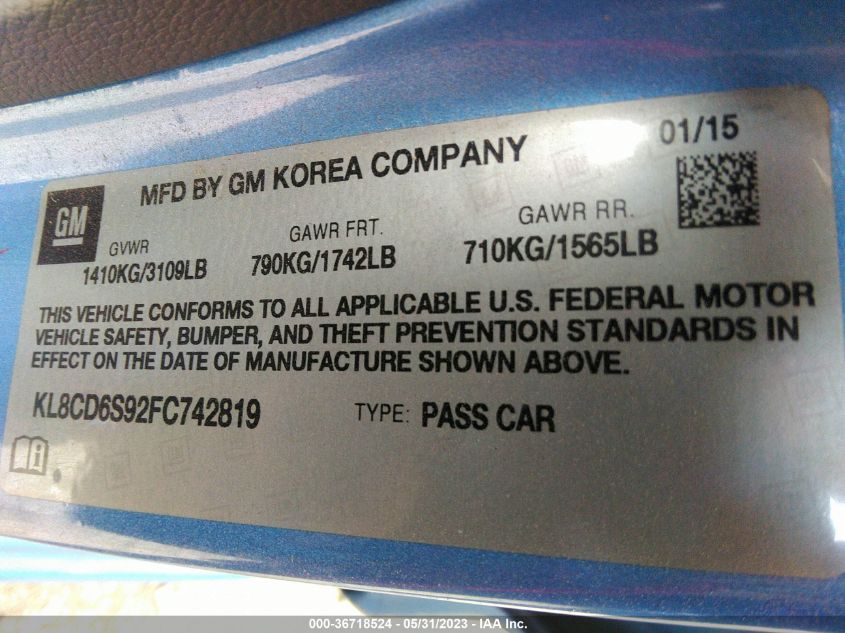 MFD BY GM KOREA COMPANY
01/15
GM
GVWR
1410KG/3109LB
GAWR FRT.
790KG/1742LB
GAWR RR.
710KG/1565LB
THIS VEHICLE CONFORMS TO ALL APPLICABLE U.S. FEDERAL MOTOR
VEHICLE SAFETY, BUMPER, AND THEFT PREVENTION STANDARDS IN
EFFECT ON THE DATE OF MANUFACTURE SHOWN ABOVE.
KL8CD6S92FC742819
TYPE: PASS CAR
000-36718524 - 05/31/2023 - IAA Inc.